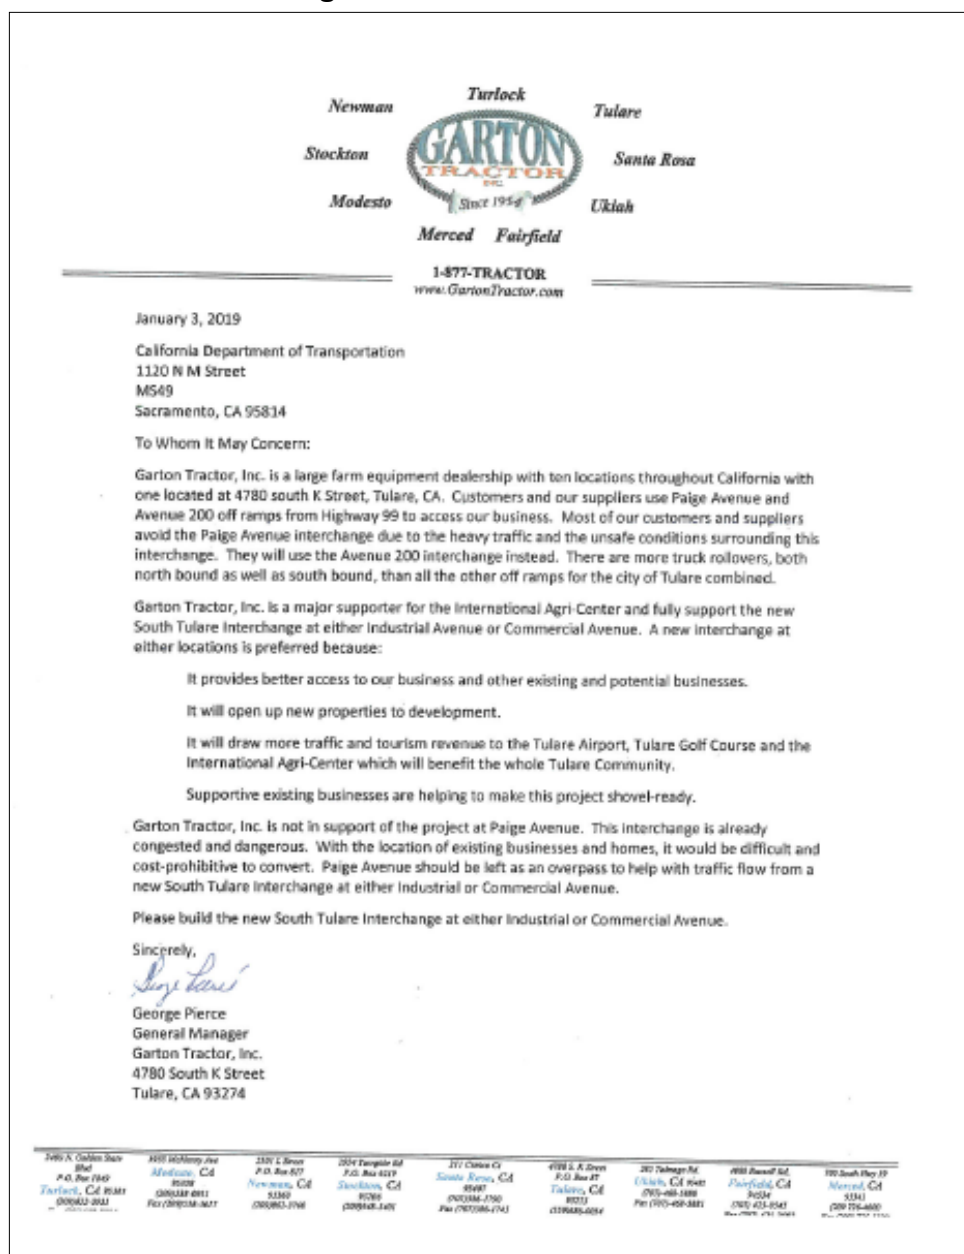 Turlock
Newman
Tulare
Stockton
GARTON
TRACTOR
INC.
Santa Rosa
Since 1954
Modesto
Ukiah
Merced Fairfield
1-877-TRACTOR
www.GartonTractor.com
January 3, 2019
California Department of Transportation
1120 N M Street
MS49
Sacramento, CA 95814
To Whom It May Concern:
Garton Tractor, Inc. is a large farm equipment dealership with ten locations throughout California with
one located at 4780 south K Street, Tulare, CA. Customers and our suppliers use Paige Avenue and
Avenue 200 off ramps from Highway 99 to access our business. Most of our customers and suppliers
avoid the Paige Avenue interchange due to the heavy traffic and the unsafe conditions surrounding this
interchange. They will use the Avenue 200 interchange instead. There are more truck rollovers, both
north bound as well as south bound, than all the other off ramps for the city of Tulare combined.
Garton Tractor, Inc. is a major supporter for the International Agri-Center and fully support the new
South Tulare Interchange at either Industrial Avenue or Commercial Avenue. A new interchange at
either locations is preferred because:
It provides better access to our business and other existing and potential businesses.
It will open up new properties to development.
It will draw more traffic and tourism revenue to the Tulare Airport, Tulare Golf Course and the
International Agri-Center which will benefit the whole Tulare Community.
Supportive existing businesses are helping to make this project shovel-ready.
Garton Tractor, Inc. is not in support of the project at Paige Avenue. This interchange is already
congested and dangerous. With the location of existing businesses and homes, it would be difficult and
cost-prohibitive to convert. Paige Avenue should be left as an overpass to help with traffic flow from a
new South Tulare Interchange at either Industrial or Commercial Avenue.
Please build the new South Tulare Interchange at either Industrial or Commercial Avenue.
Sincerely,
George Pierce
General Manager
Garton Tractor, Inc.
4780 South K Street
Tulare, CA 93274
Turlock, CA
Modesto, CA
Newman, CA
Stockton, CA
Santa Rosa, CA
Tulare, CA
Ukiah, CA
Fairfield, CA
Merced, CA